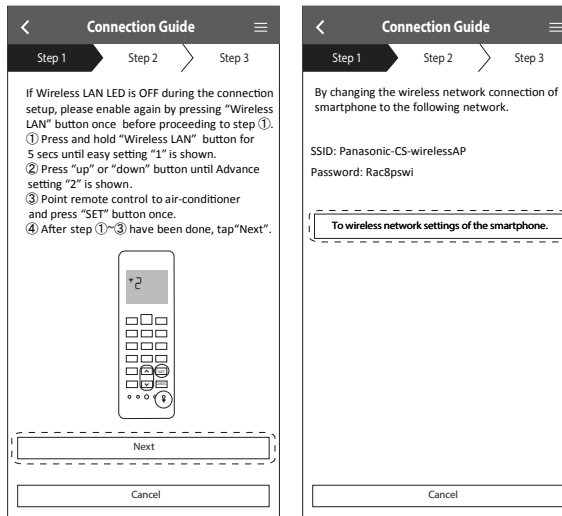 Connection Guide
Step 1
Step 2
Step 3
If Wireless LAN LED is OFF during the connection
setup, please enable again by pressing “Wireless
LAN” button once before proceeding to step ①.
① Press and hold “Wireless LAN” button for
5 secs until easy setting “1” is shown.
② Press “up” or “down” button until Advance
setting “2” is shown.
③ Point remote control to air-conditioner
and press “SET” button once.
④ After step ①~③ have been done, tap“Next”.
2
Next
Cancel
Connection Guide
Step 1
Step 2
Step 3
By changing the wireless network connection of
smartphone to the following network.
SSID: Panasonic-CS-wirelessAP
Password: Rac8pswi
To wireless network settings of the smartphone.
Cancel